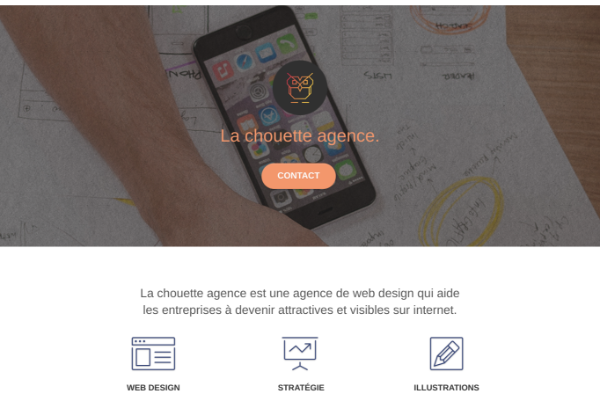 La chouette agence.
CONTACT
La chouette agence est une agence de web design qui aide
les entreprises à devenir attractives et visibles sur internet.
WEB DESIGN
STRATÉGIE
ILLUSTRATIONS